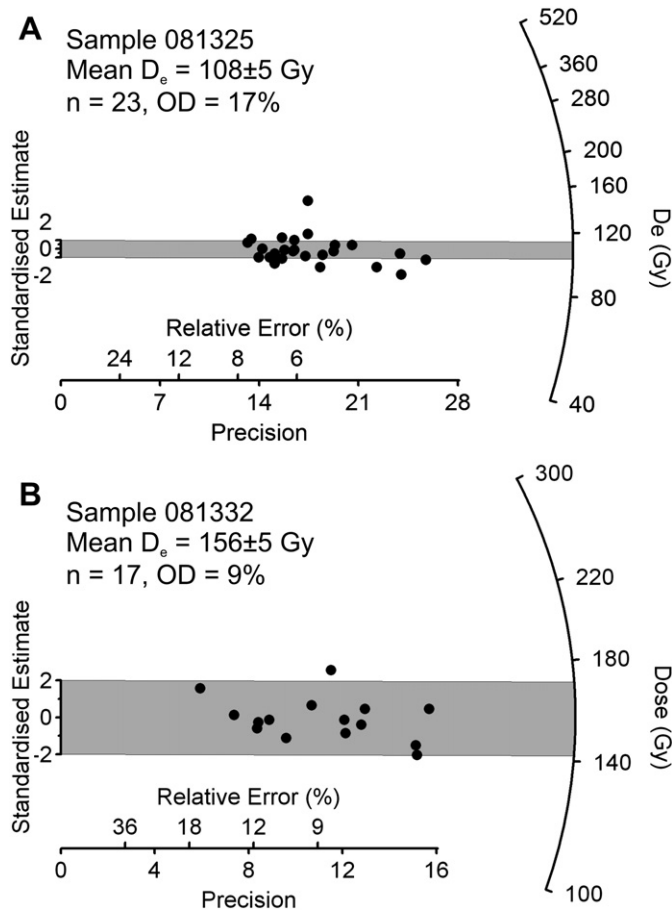 A
Sample 081325
Mean De = 108±5 Gy
n = 23, OD = 17%
520
360
280
200
160
120
80
40
De (Gy)
Standardised Estimate
2
0
-2
Relative Error (%)
24 12 8 6
0 7 14 21 28
Precision
B
Sample 081332
Mean De = 156±5 Gy
n = 17, OD = 9%
300
220
180
140
100
Dose (Gy)
Standardised Estimate
2
0
-2
Relative Error (%)
36 18 12 9
0 4 8 12 16
Precision